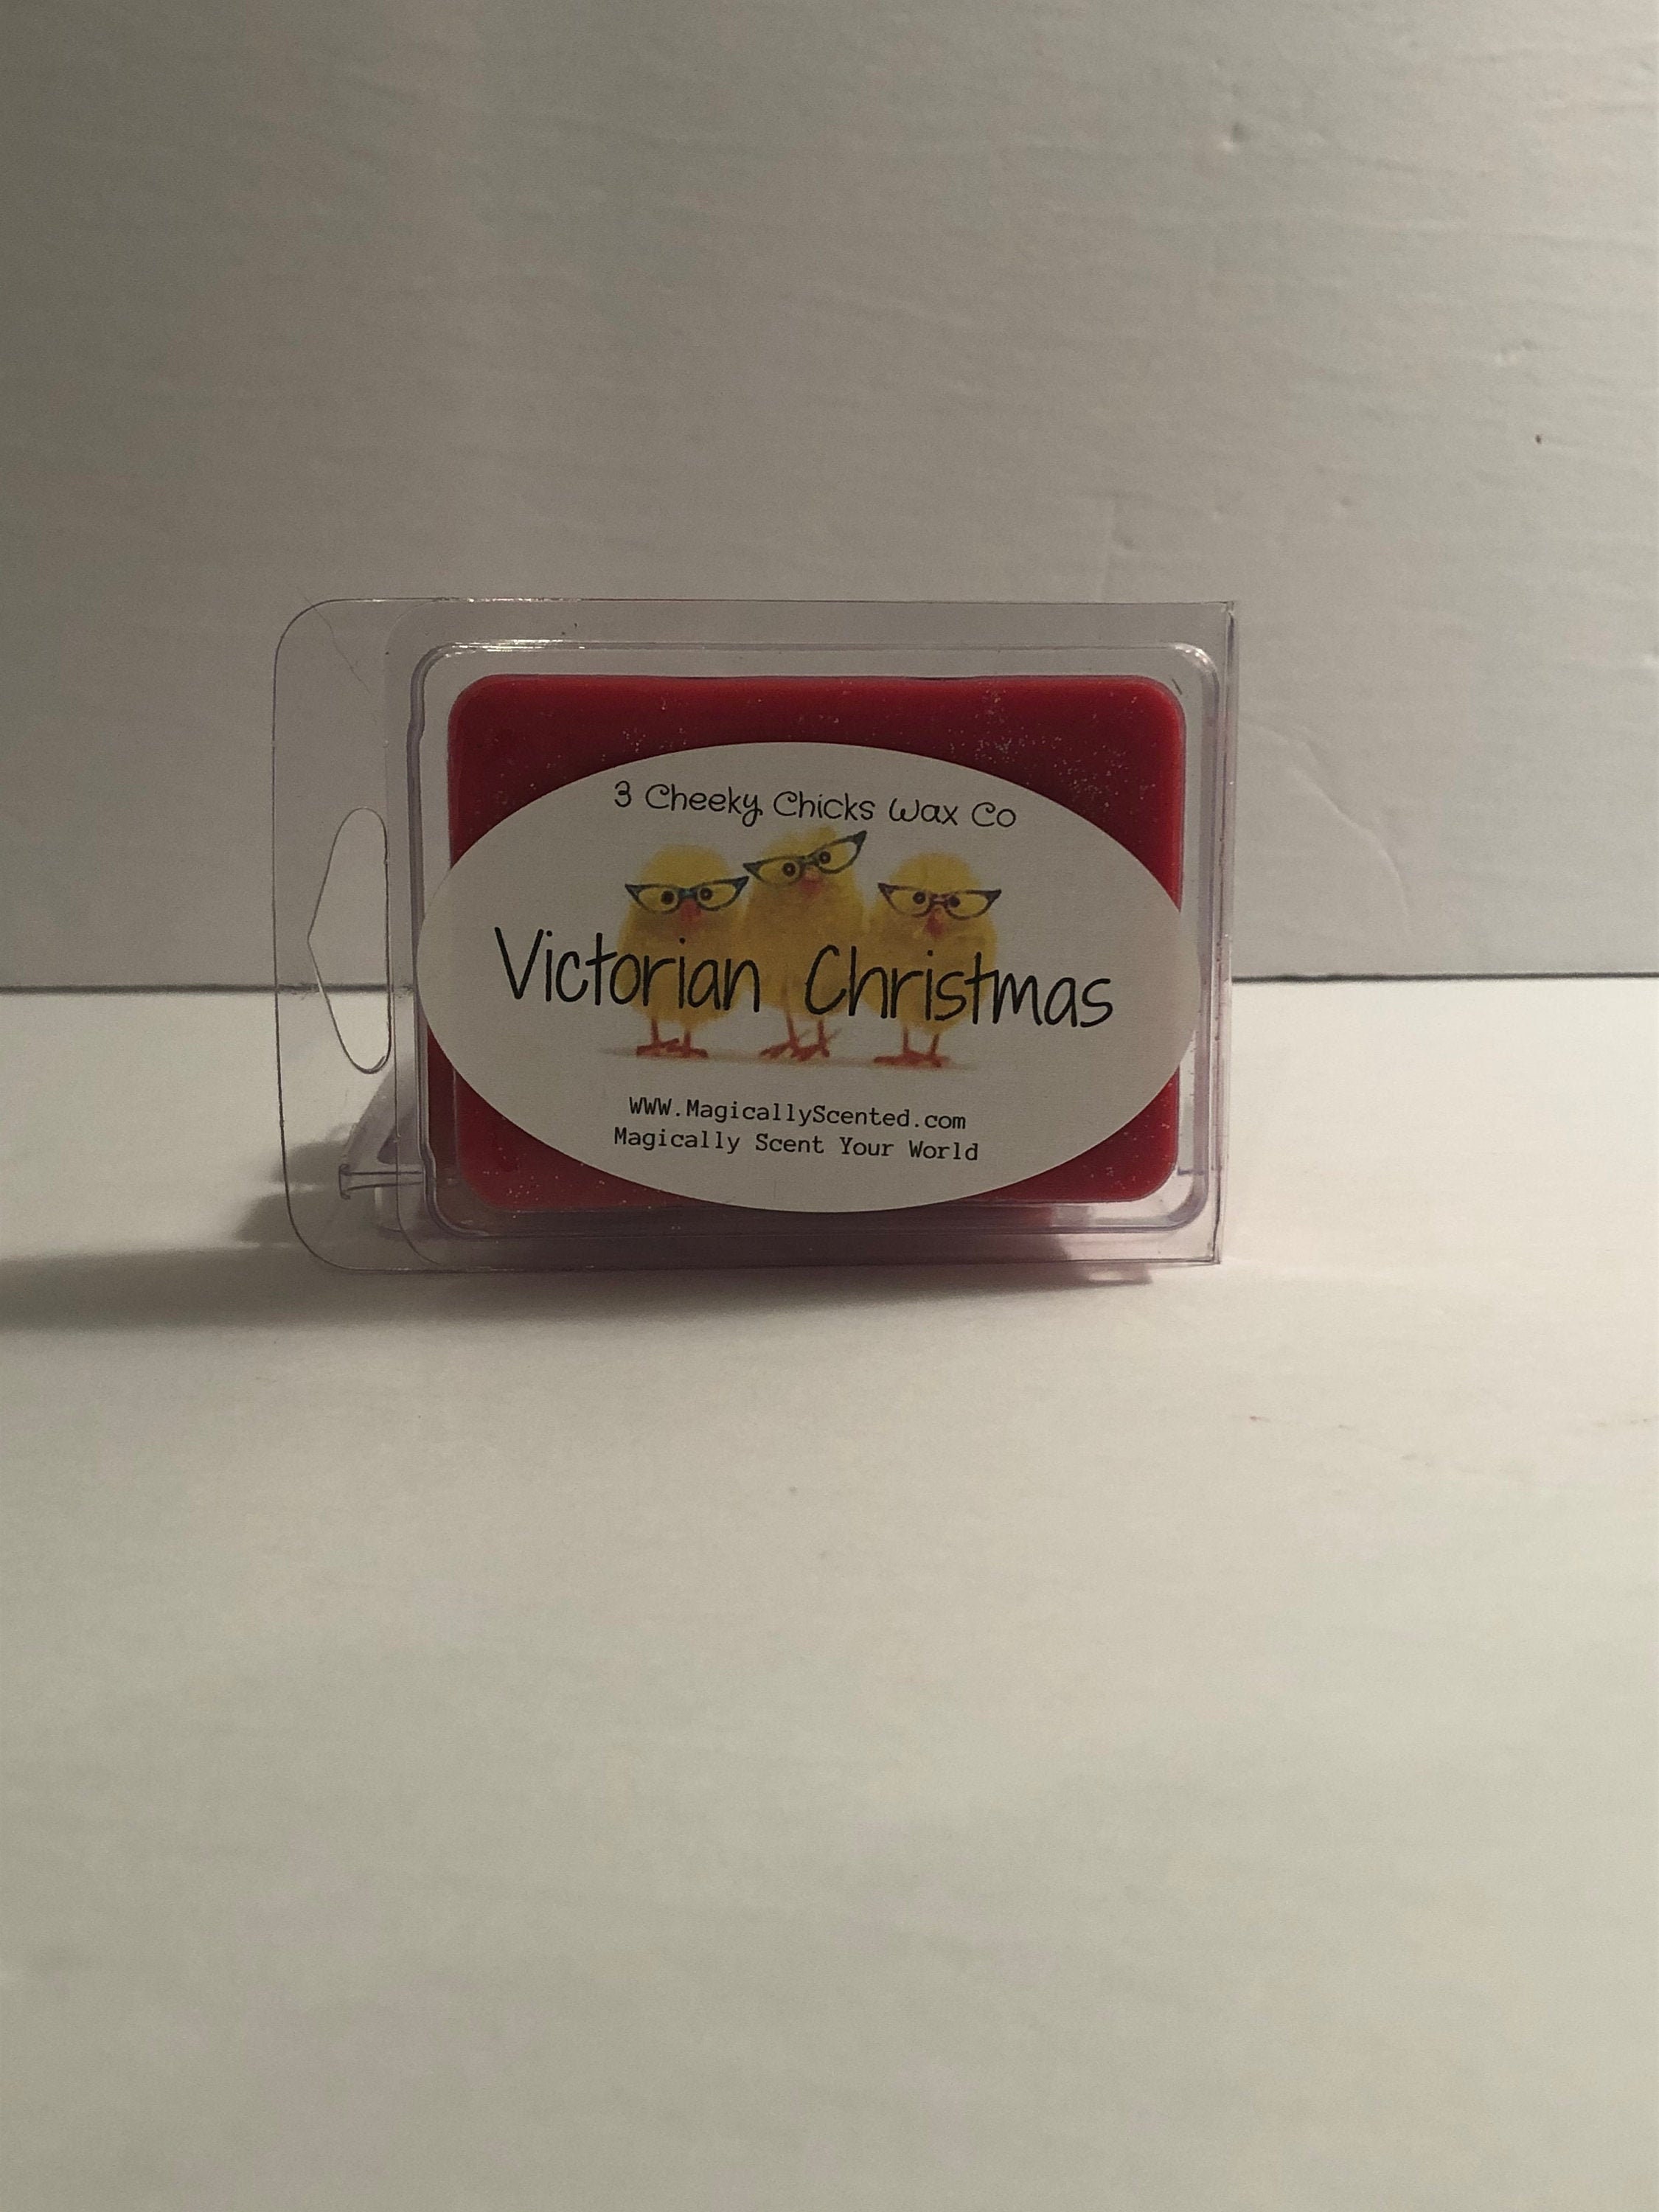 3 Cheeky Chicks Wax Co
Victorian Christmas
WWW.MagicallyScented.com
Magically Scent Your World